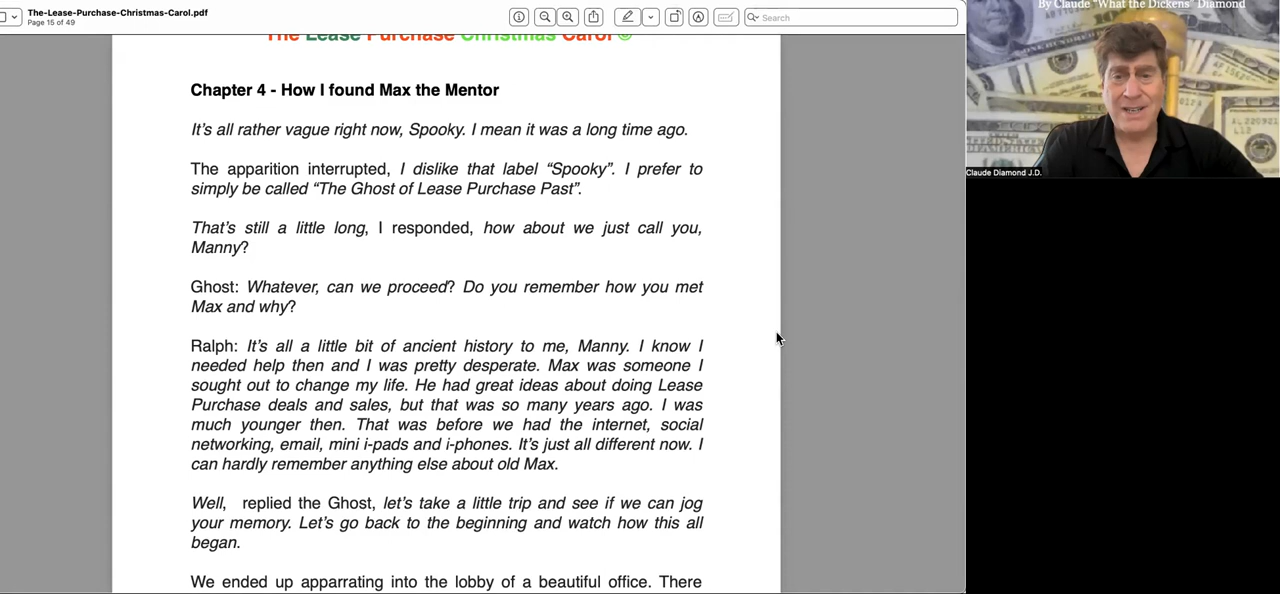 The-Lease-Purchase-Christmas-Carol.pdf
Page 15 of 49
Search
By Claude "What the Dickens" Diamond
The Lease Purchase Christmas Carol ©
Chapter 4 - How I found Max the Mentor
It's all rather vague right now, Spooky. I mean it was a long time ago.
The apparition interrupted, I dislike that label "Spooky". I prefer to
simply be called "The Ghost of Lease Purchase Past".
That's still a little long, I responded, how about we just call you,
Manny?
Ghost: Whatever, can we proceed? Do you remember how you met
Max and why?
Ralph: It's all a little bit of ancient history to me, Manny. I know I
needed help then and I was pretty desperate. Max was someone I
sought out to change my life. He had great ideas about doing Lease
Purchase deals and sales, but that was so many years ago. I was
much younger then. That was before we had the internet, social
networking, email, mini i-pads and i-phones. It's just all different now. I
can hardly remember anything else about old Max.
Well, replied the Ghost, let's take a little trip and see if we can jog
your memory. Let's go back to the beginning and watch how this all
began.
We ended up apparrating into the lobby of a beautiful office. There
Claude Diamond J.D.